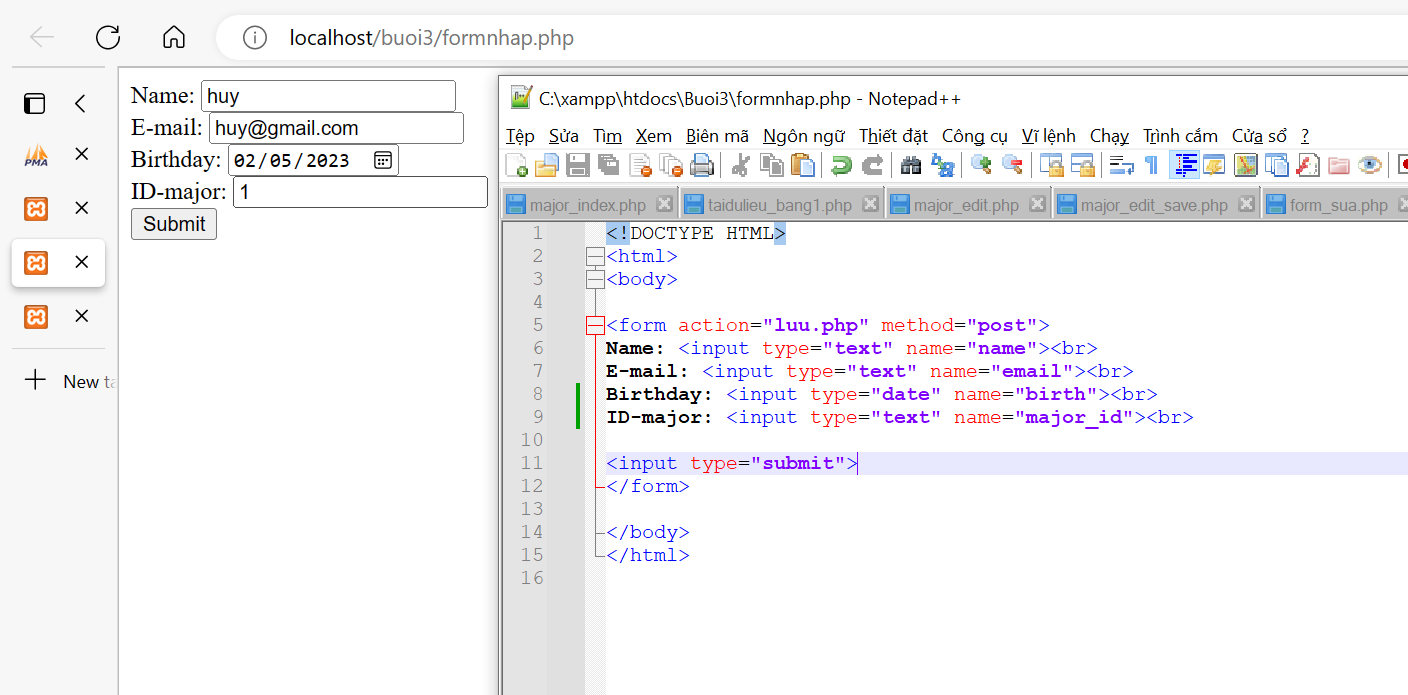 localhost/buoi3/formnhap.php
Name: huy
E-mail: huy@gmail.com
Birthday: 02/05/2023
ID-major: 1
Submit
PMA
New ta
C:\xampp\htdocs\Buoi3\formnhap.php - Notepad++
Tệp Sửa Tìm Xem Biên mã Ngôn ngữ Thiết đặt Công cụ Vĩ lệnh Chạy Trình cắm Cửa sổ ?
major_index.php taidulieu_bang1.php major_edit.php major_edit_save.php form_sua.php
1 <!DOCTYPE HTML>
2 <html>
3 <body>
4
5 <form action="luu.php" method="post">
6 Name: <input type="text" name="name"><br>
7 E-mail: <input type="text" name="email"><br>
8 Birthday: <input type="date" name="birth"><br>
9 ID-major: <input type="text" name="major_id"><br>
10
11 <input type="submit">
12 </form>
13
14 </body>
15 </html>
16